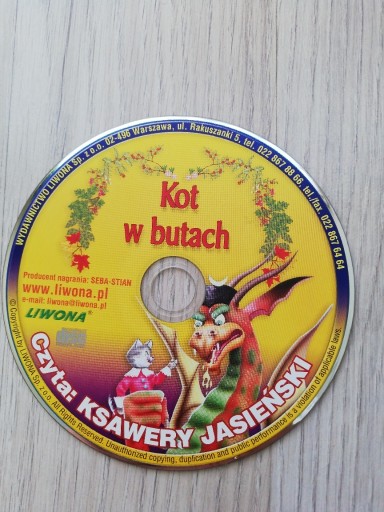 WYDAWNICTWO LIWONA Sp. z o.o. 02-496 Warszawa, ul. Rakuszanki 5, tel. 022 867 88 66, tel./fax. 022 867 64 64
Kot
w butach
Producent nagrania: SEBA-STIAN
www.liwona.pl
e-mail: liwona@liwona.pl
LIWONA®
Czyta: KSAWERY JASIEŃSKI
© Copyright by LIWONA Sp. z o.o. All Rights Reserved. Unauthorized copying, duplication and public performance is a violation of applicable laws.